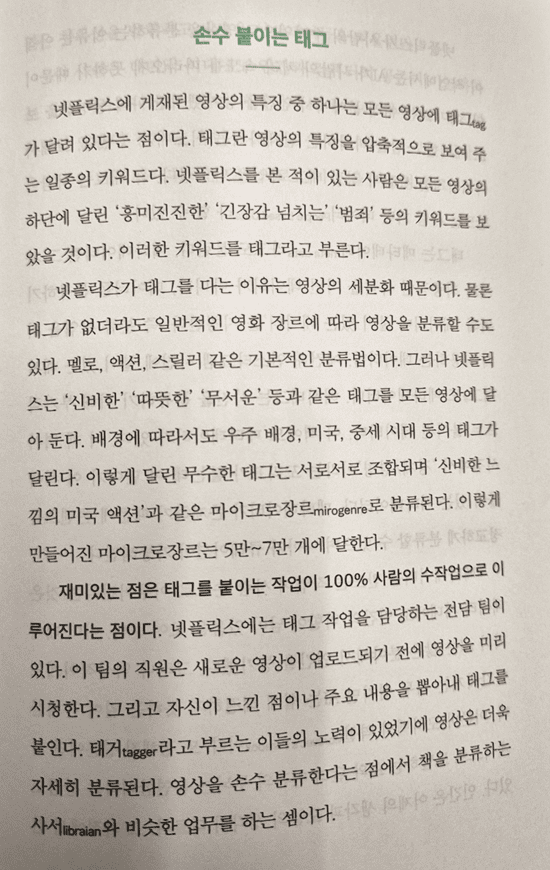 손수 붙이는 태그
넷플릭스에 게재된 영상의 특징 중 하나는 모든 영상에 태그tag
가 달려 있다는 점이다. 태그란 영상의 특징을 압축적으로 보여 주
는 일종의 키워드다. 넷플릭스를 본 적이 있는 사람은 모든 영상의
하단에 달린 ‘흥미진진한’ ‘긴장감 넘치는’ ‘범죄’ 등의 키워드를 보
았을 것이다. 이러한 키워드를 태그라고 부른다.
넷플릭스가 태그를 다는 이유는 영상의 세분화 때문이다. 물론
태그가 없더라도 일반적인 영화 장르에 따라 영상을 분류할 수도
있다. 멜로, 액션, 스릴러 같은 기본적인 분류법이다. 그러나 넷플릭
스는 ‘신비한’ ‘따뜻한’ ‘무서운’ 등과 같은 태그를 모든 영상에 달
아 둔다. 배경에 따라서도 우주 배경, 미국, 중세 시대 등의 태그가
달린다. 이렇게 달린 무수한 태그는 서로서로 조합되며 ‘신비한 느
낌의 미국 액션’과 같은 마이크로장르mirogenre로 분류된다. 이렇게
만들어진 마이크로장르는 5만~7만 개에 달한다.
재미있는 점은 태그를 붙이는 작업이 100% 사람의 수작업으로 이
루어진다는 점이다. 넷플릭스에는 태그 작업을 담당하는 전담 팀이
있다. 이 팀의 직원은 새로운 영상이 업로드되기 전에 영상을 미리
시청한다. 그리고 자신이 느낀 점이나 주요 내용을 뽑아내 태그를
붙인다. 태거tagger라고 부르는 이들의 노력이 있었기에 영상은 더욱
자세히 분류된다. 영상을 손수 분류한다는 점에서 책을 분류하는
사서libraian와 비슷한 업무를 하는 셈이다.